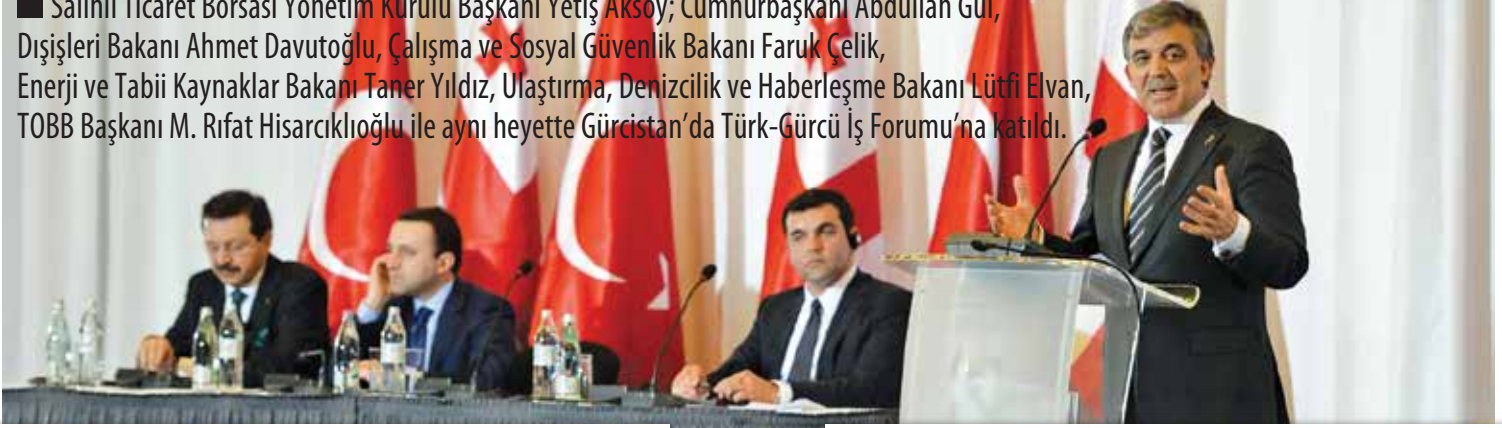 Salihli Ticaret Borsası Yönetim Kurulu Başkanı Yetiş Aksoy; Cumhurbaşkanı Abdullah Gül,
Dışişleri Bakanı Ahmet Davutoğlu, Çalışma ve Sosyal Güvenlik Bakanı Faruk Çelik,
Enerji ve Tabii Kaynaklar Bakanı Taner Yıldız, Ulaştırma, Denizcilik ve Haberleşme Bakanı Lütfi Elvan,
TOBB Başkanı M. Rıfat Hisarcıklıoğlu ile aynı heyette Gürcistan’da Türk-Gürcü İş Forumu’na katıldı.